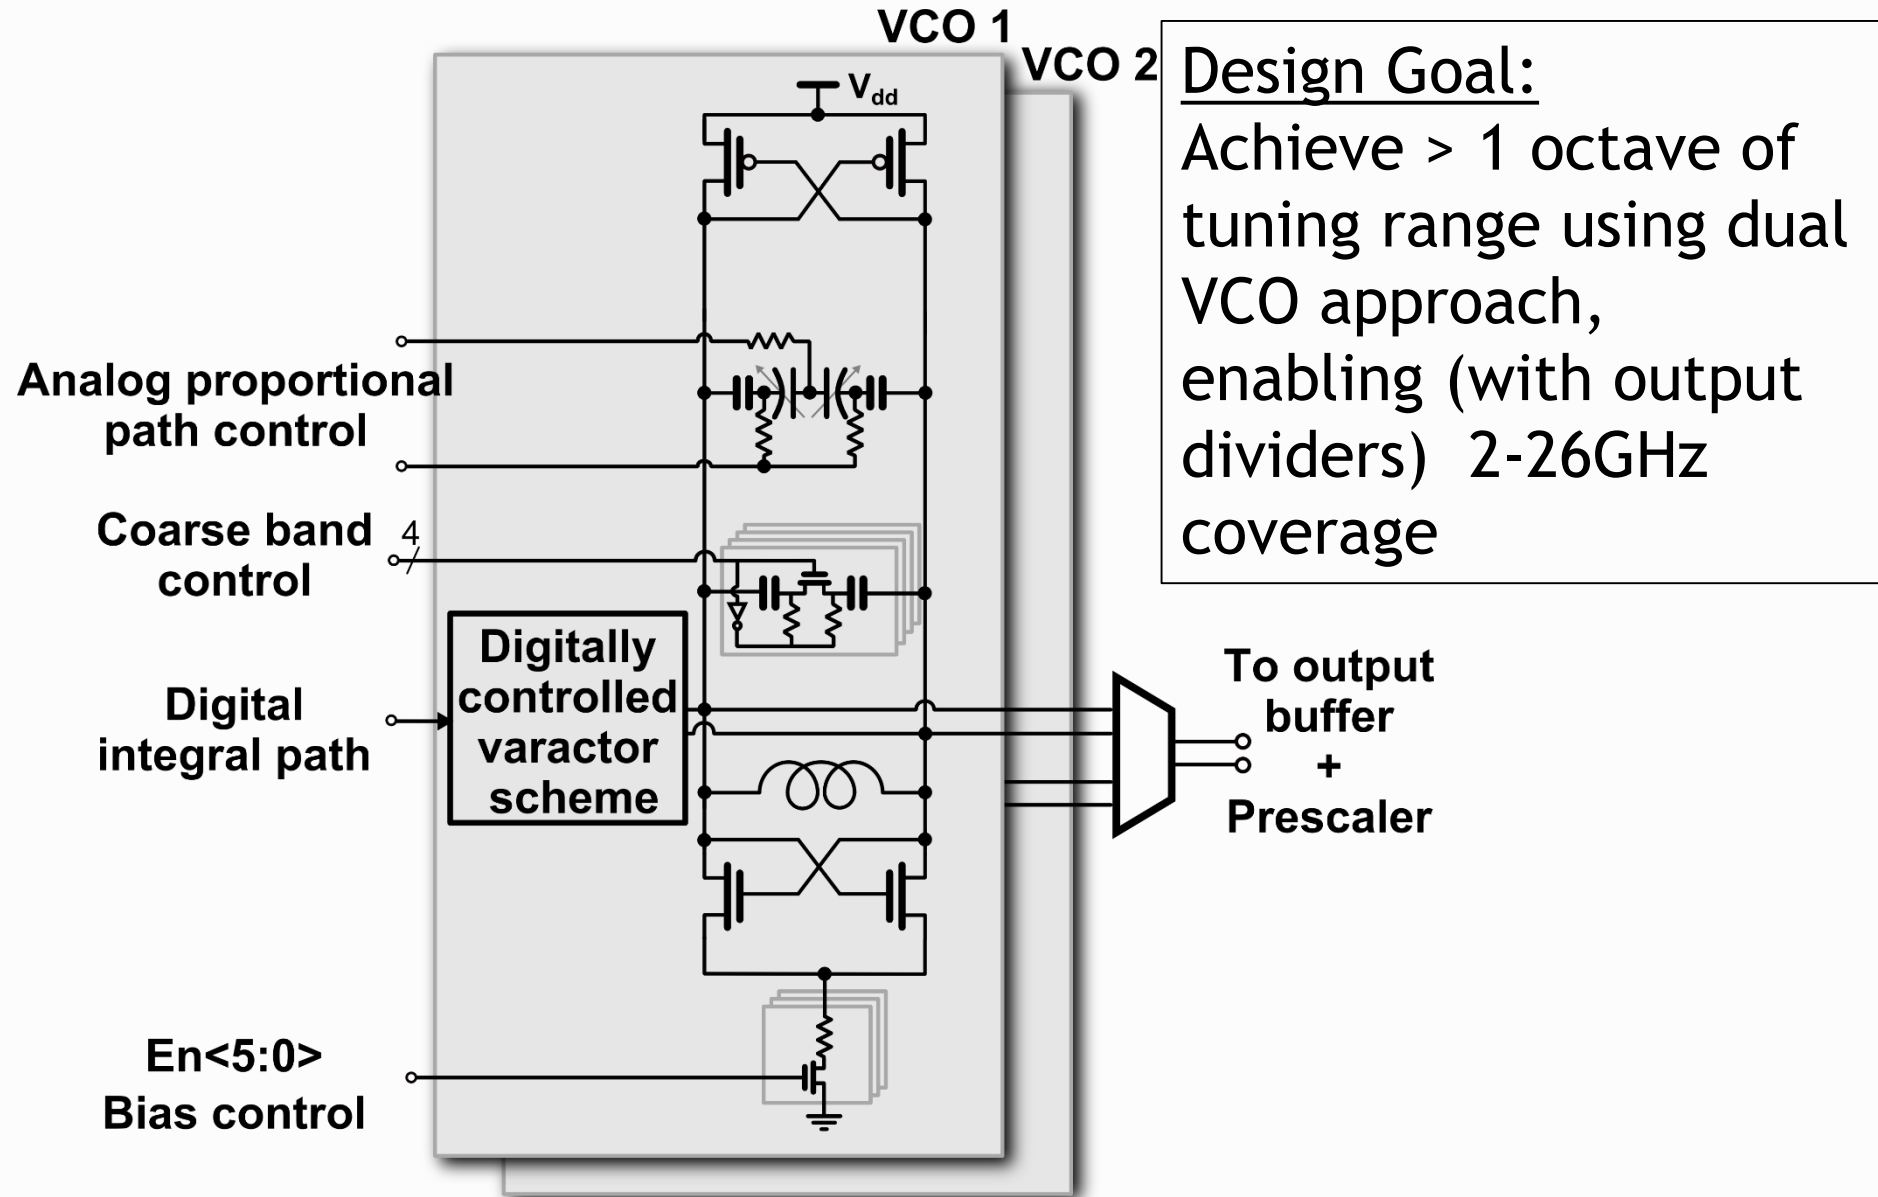 VCO 1
VCO 2
Design Goal:
Achieve > 1 octave of
tuning range using dual
VCO approach,
enabling (with output
dividers) 2-26GHz
coverage
Vdd
Analog proportional
path control
Coarse band
control
4
Digitally
controlled
varactor
scheme
Digital
integral path
To output
buffer
+
Prescaler
En<5:0>
Bias control